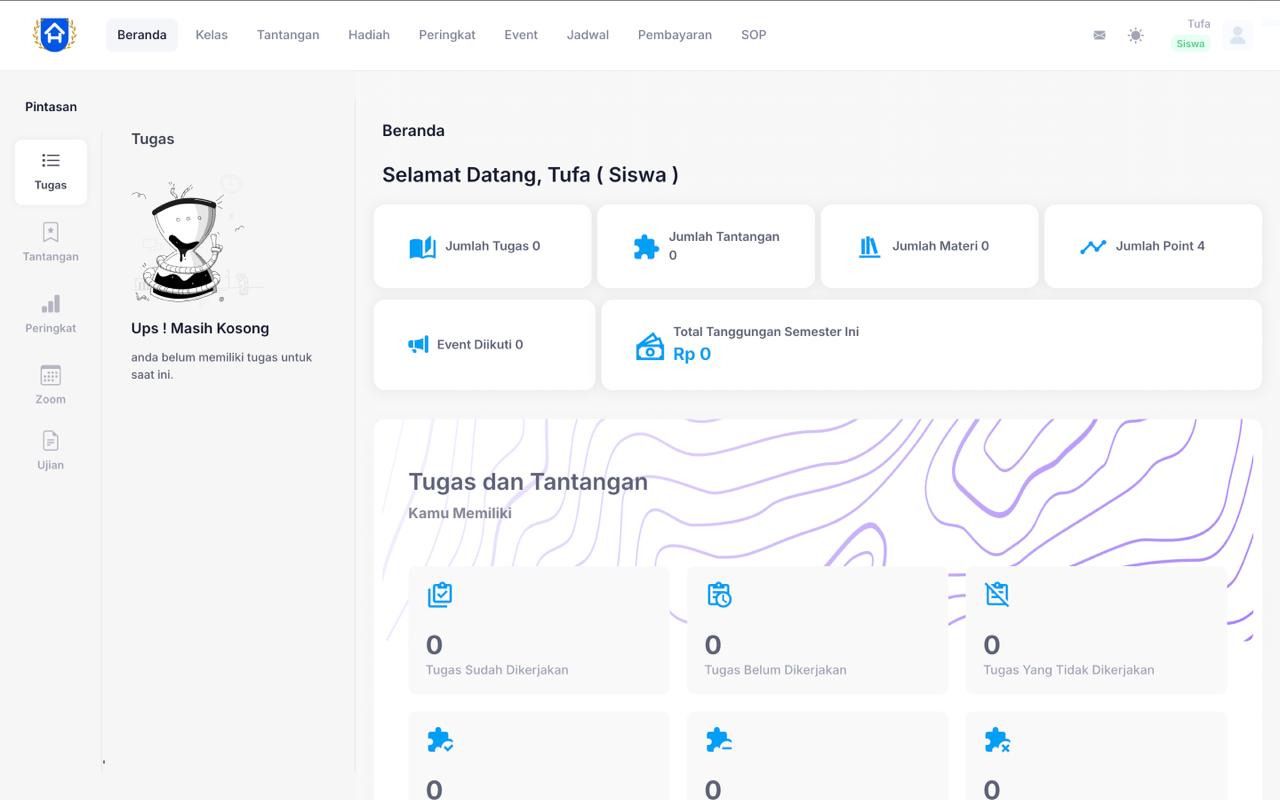 Beranda
Kelas
Tantangan
Hadiah
Peringkat
Event
Jadwal
Pembayaran
SOP
Tufa
Siswa
Pintasan
Tugas
Tantangan
Peringkat
Zoom
Ujian
Tugas
Ups ! Masih Kosong
anda belum memiliki tugas untuk
saat ini.
Beranda
Selamat Datang, Tufa ( Siswa )
Jumlah Tugas 0
Jumlah Tantangan
0
Jumlah Materi 0
Jumlah Point 4
Event Diikuti 0
Total Tanggungan Semester Ini
Rp 0
Tugas dan Tantangan
Kamu Memiliki
0
Tugas Sudah Dikerjakan
0
Tugas Belum Dikerjakan
0
Tugas Yang Tidak Dikerjakan
0
0
0